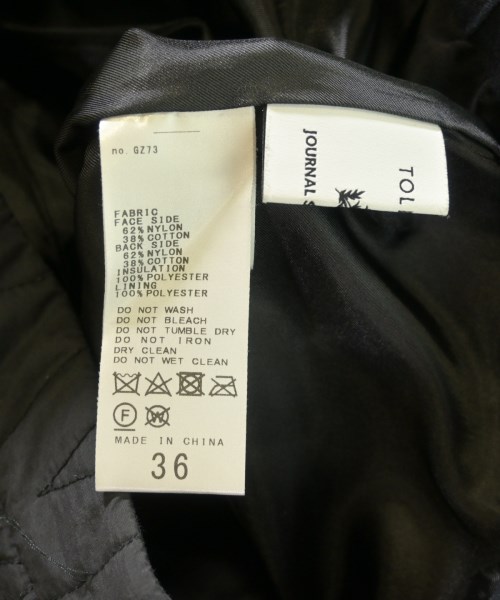 no. GZ73
FABRIC
FACE SIDE
62%NYLON
38%COTTON
BACK SIDE
62%NYLON
38%COTTON
INSULATION
100%POLYESTER
LINING
100%POLYESTER
DO NOT WASH
DO NOT BLEACH
DO NOT TUMBLE DRY
DO NOT IRON
DRY CLEAN
DO NOT WET CLEAN
F
W
MADE IN CHINA
36
JOURNAL S
TOL